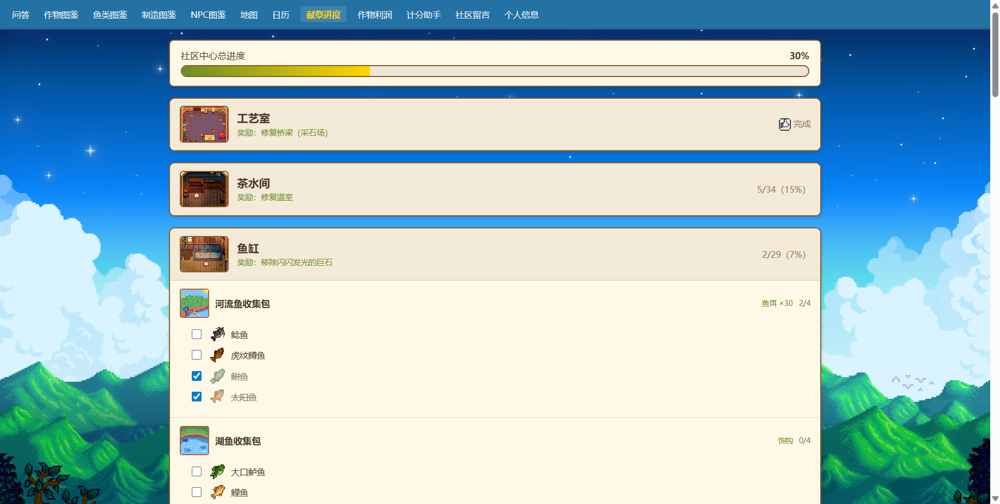 问答 作物图鉴 鱼类图鉴 制造图鉴 NPC图鉴 地图 日历 献祭进度 作物利润 计分助手 社区留言 个人信息
社区中心总进度 30%
工艺室
奖励：修复桥梁（采石场）
完成
茶水间
奖励：修复温室
5/34（15%）
鱼缸
奖励：移除闪闪发光的巨石
2/29（7%）
河流鱼收集包 鱼饵 ×30 2/4
鲶鱼
虎纹鳟鱼
鲥鱼
太阳鱼
湖鱼收集包 饰钩 0/4
大口鲈鱼
鲤鱼